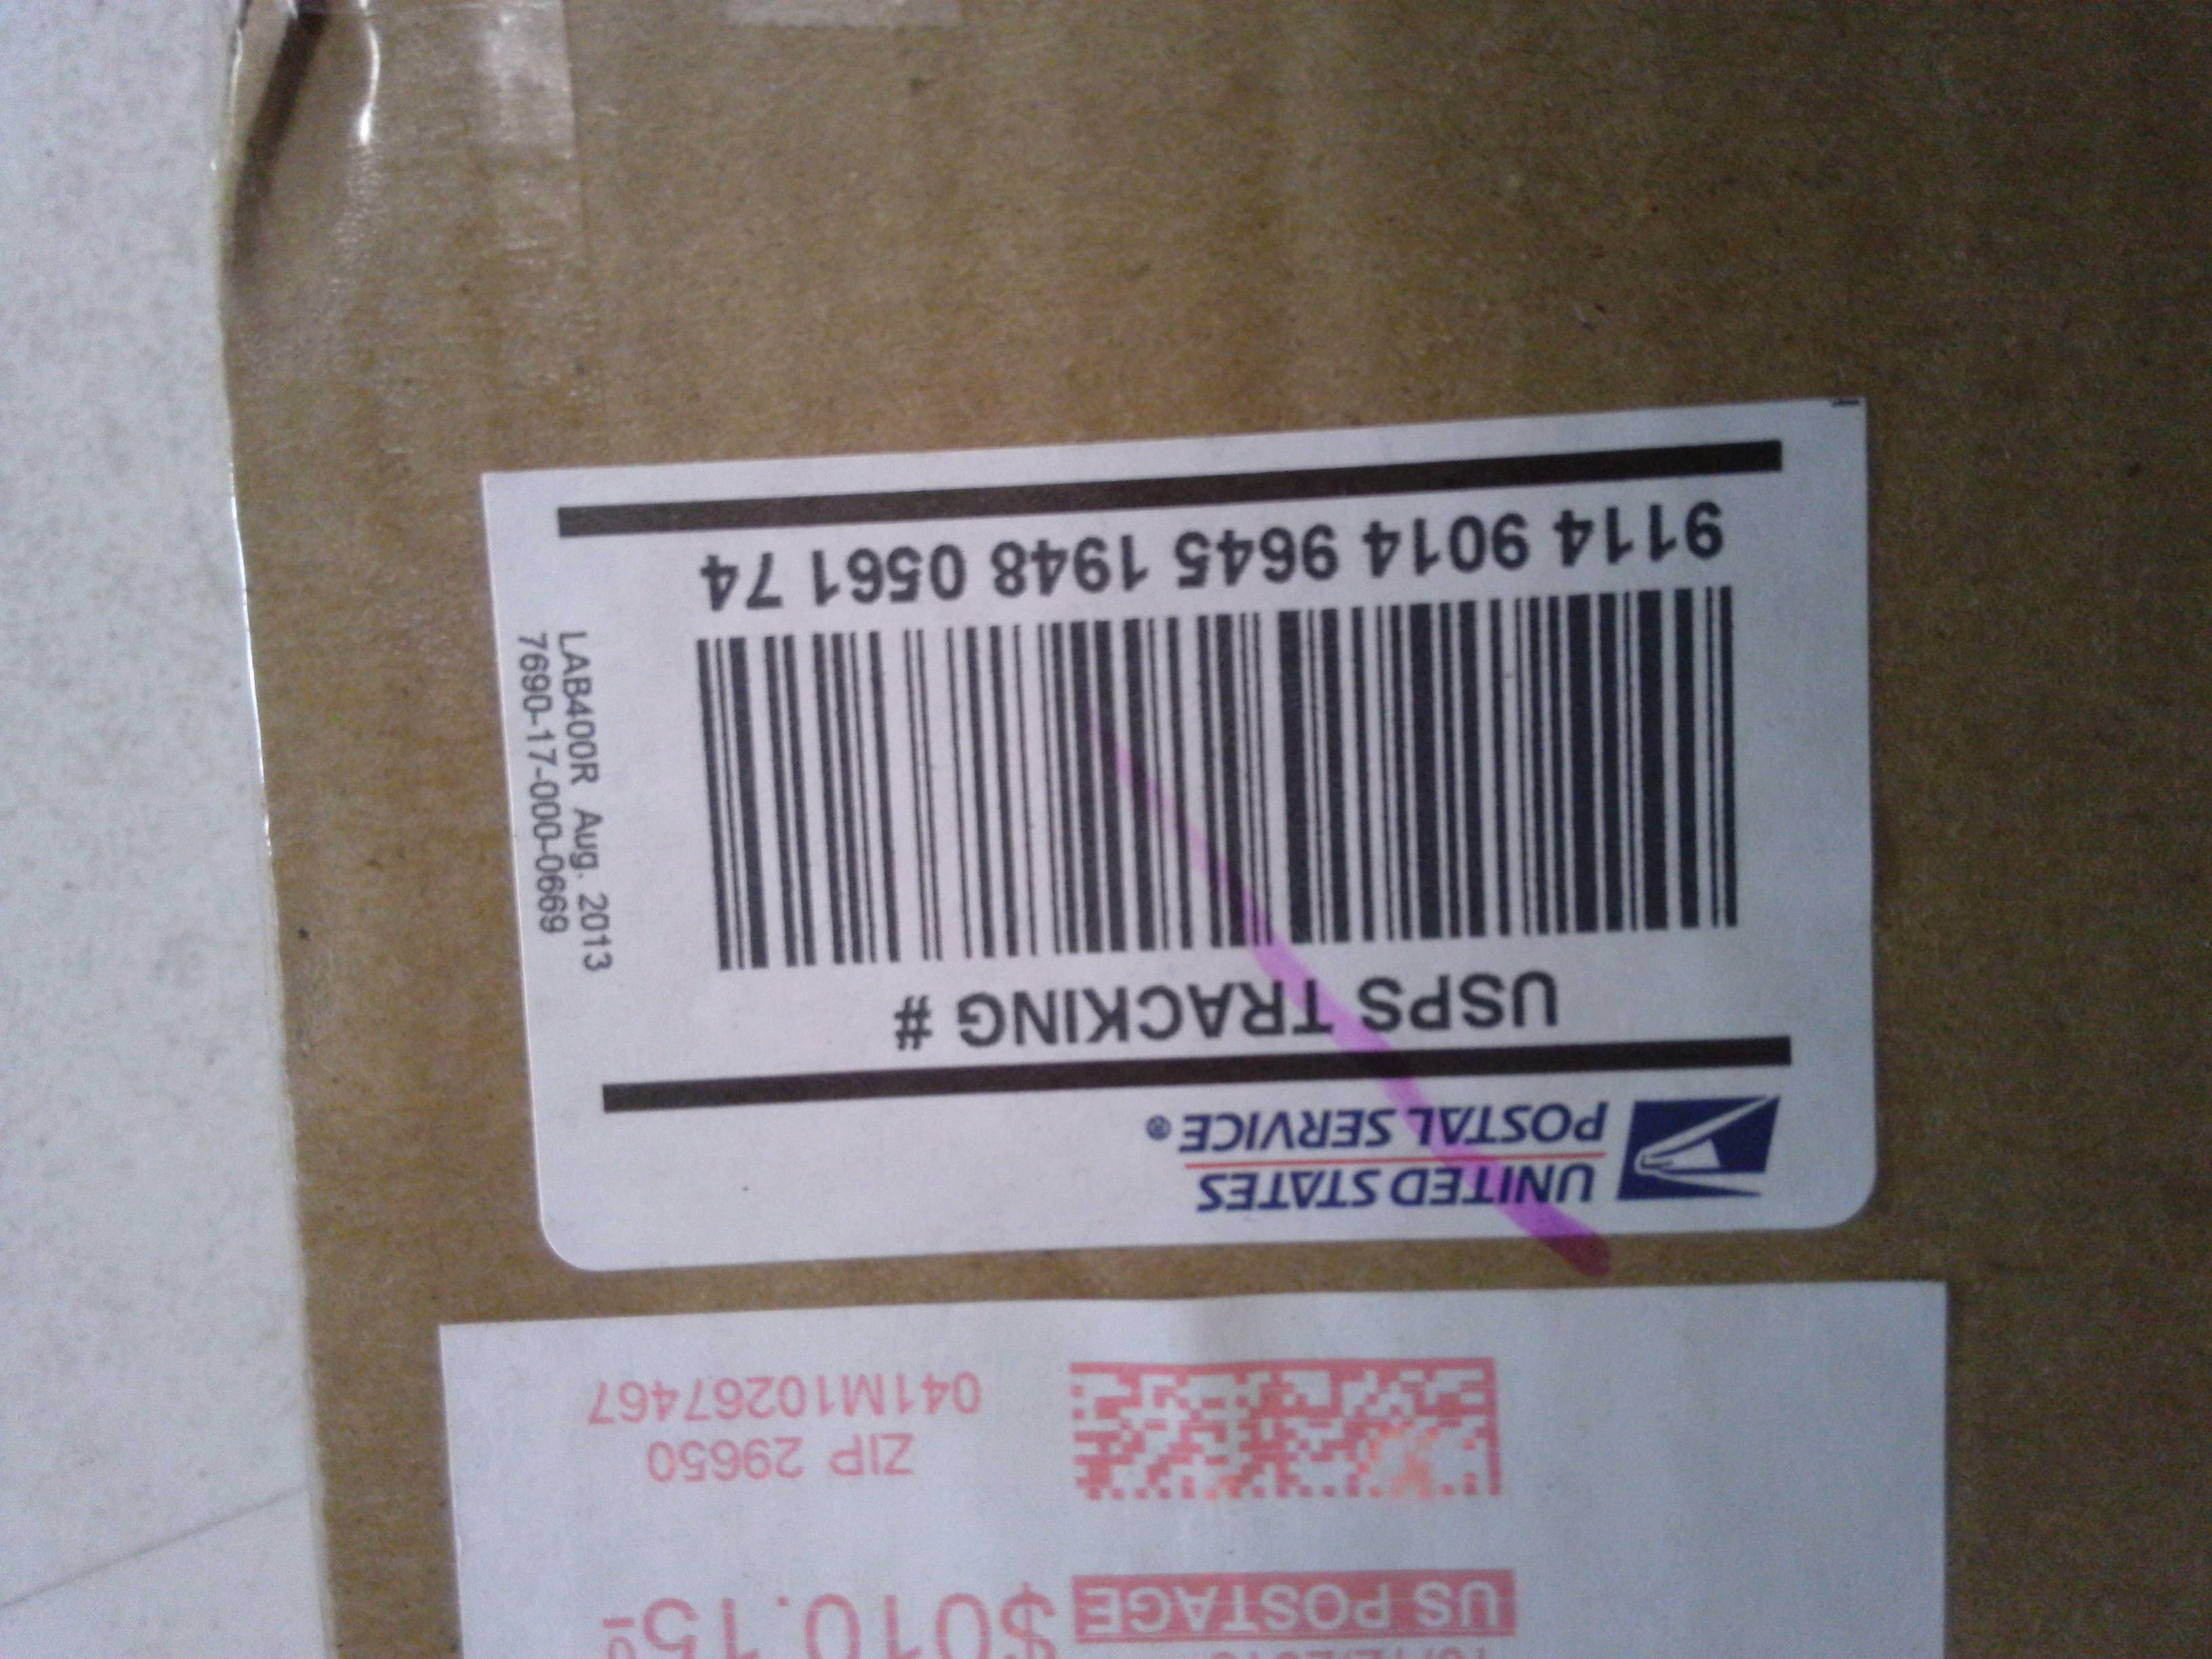 UNITED STATES
POSTAL SERVICE®
USPS TRACKING #
9114 9014 9645 1948 0561 74
LAB400R Aug. 2013
7690-17-000-0669
US POSTAGE
$010.15⁰
ZIP 29650
041M10267467